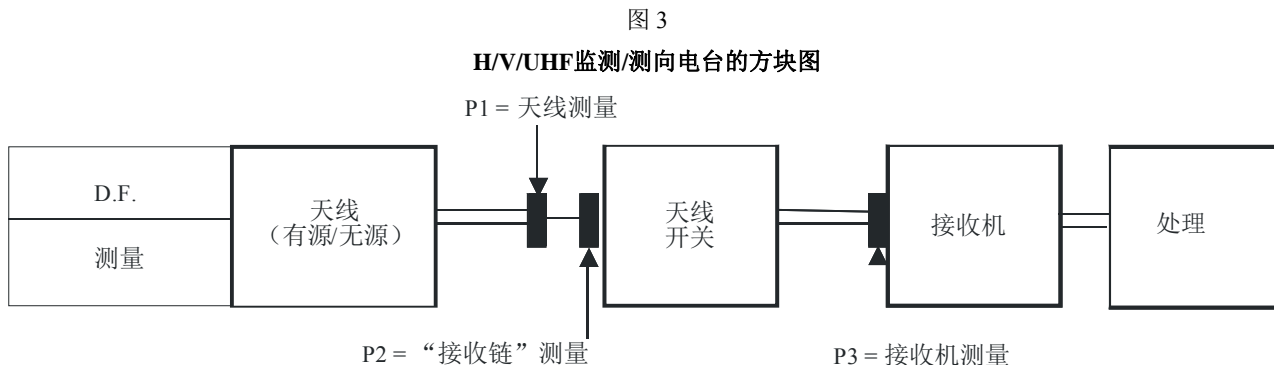 图 3
H/V/UHF监测/测向电台的方块图
P1 = 天线测量
D.F.
测量
天线
（有源/无源）
天线
开关
接收机
处理
P2 = “接收链”测量
P3 = 接收机测量